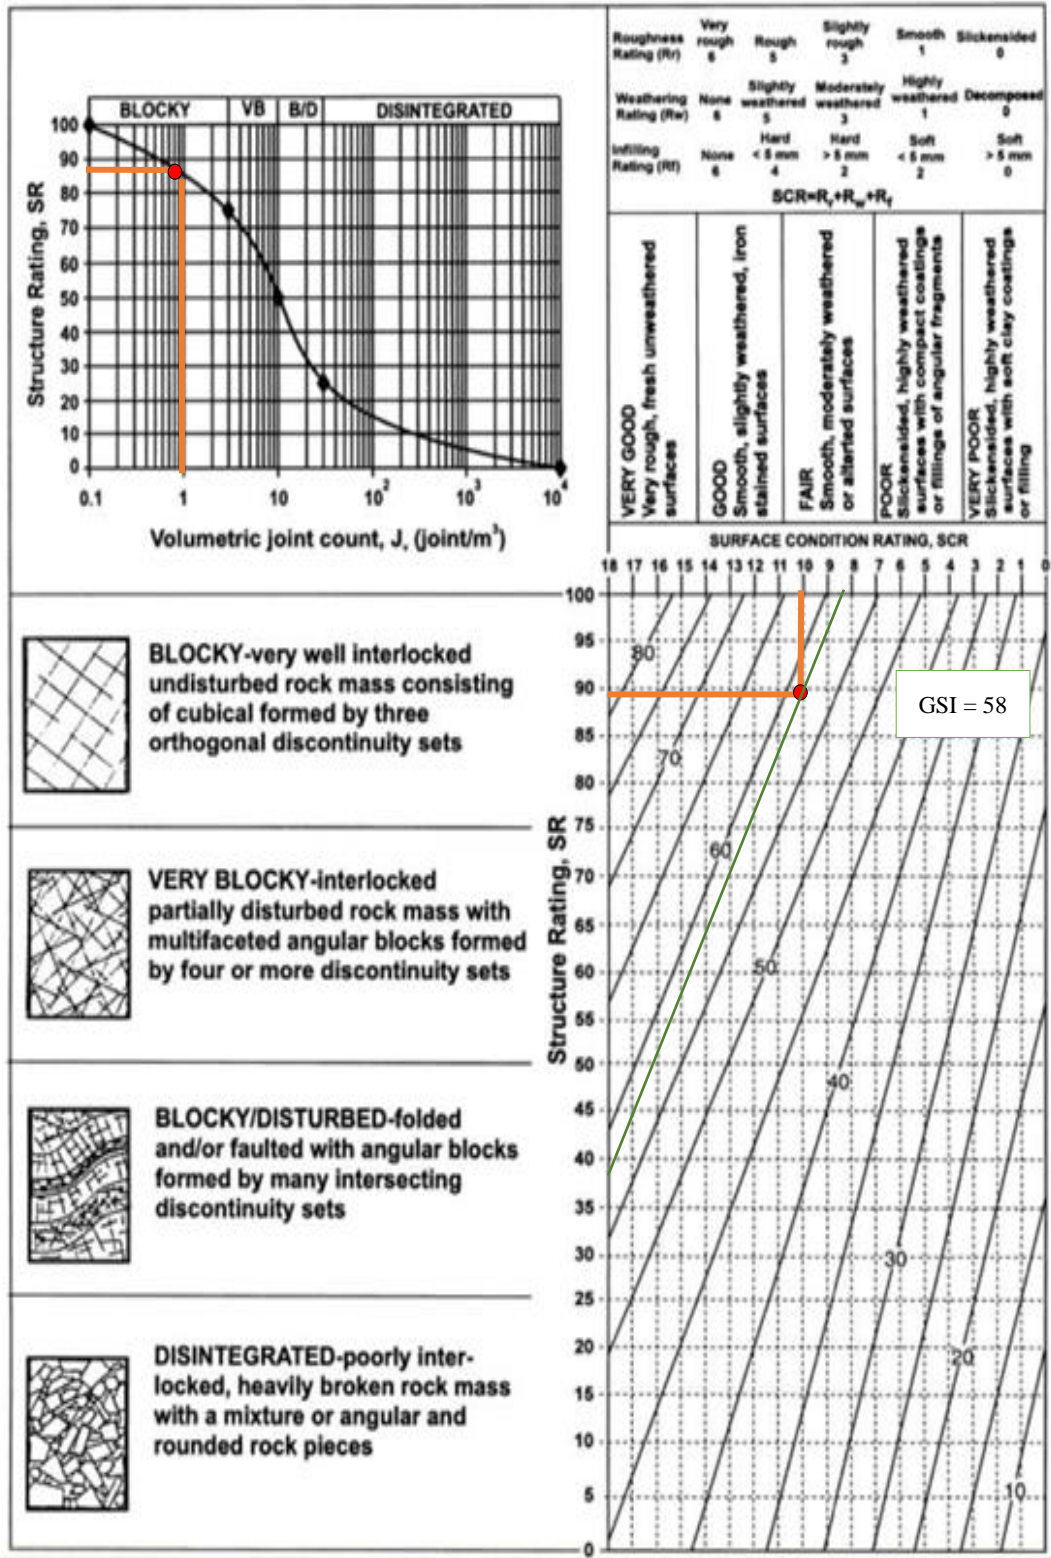 BLOCKY VB B/D DISINTEGRATED
100
90
80
70
60
50
40
30
20
10
0
Structure Rating, SR
0.1 1 10 10² 10³ 10⁴
Volumetric joint count, Jᵥ (joint/m³)
Roughness Rating (Rr)
Very rough 6
Rough 5
Slightly rough 3
Smooth 1
Slickensided 0
Weathering Rating (Rw)
None 6
Slightly weathered 5
Moderately weathered 3
Highly weathered 1
Decomposed 0
Infilling Rating (Rf)
None 6
Hard < 5 mm 4
Hard > 5 mm 2
Soft < 5 mm 2
Soft > 5 mm 0
SCR=Rr+Rw+Rf
VERY GOOD
Very rough, fresh unweathered
surfaces
GOOD
Smooth, slightly weathered, iron
stained surfaces
FAIR
Smooth, moderately weathered
or alterted surfaces
POOR
Slickensided, highly weathered
surfaces with compact coatings
or fillings of angular fragments
VERY POOR
Slickensided, highly weathered
surfaces with soft clay coatings
or filling
SURFACE CONDITION RATING, SCR
18 17 16 15 14 13 12 11 10 9 8 7 6 5 4 3 2 1 0
BLOCKY-very well interlocked
undisturbed rock mass consisting
of cubical formed by three
orthogonal discontinuity sets
VERY BLOCKY-interlocked
partially disturbed rock mass with
multifaceted angular blocks formed
by four or more discontinuity sets
BLOCKY/DISTURBED-folded
and/or faulted with angular blocks
formed by many intersecting
discontinuity sets
DISINTEGRATED-poorly inter-
locked, heavily broken rock mass
with a mixture or angular and
rounded rock pieces
Structure Rating, SR
100
95
90
85
80
75
70
65
60
55
50
45
40
35
30
25
20
15
10
5
0
80
70
60
50
40
30
20
10
GSI = 58